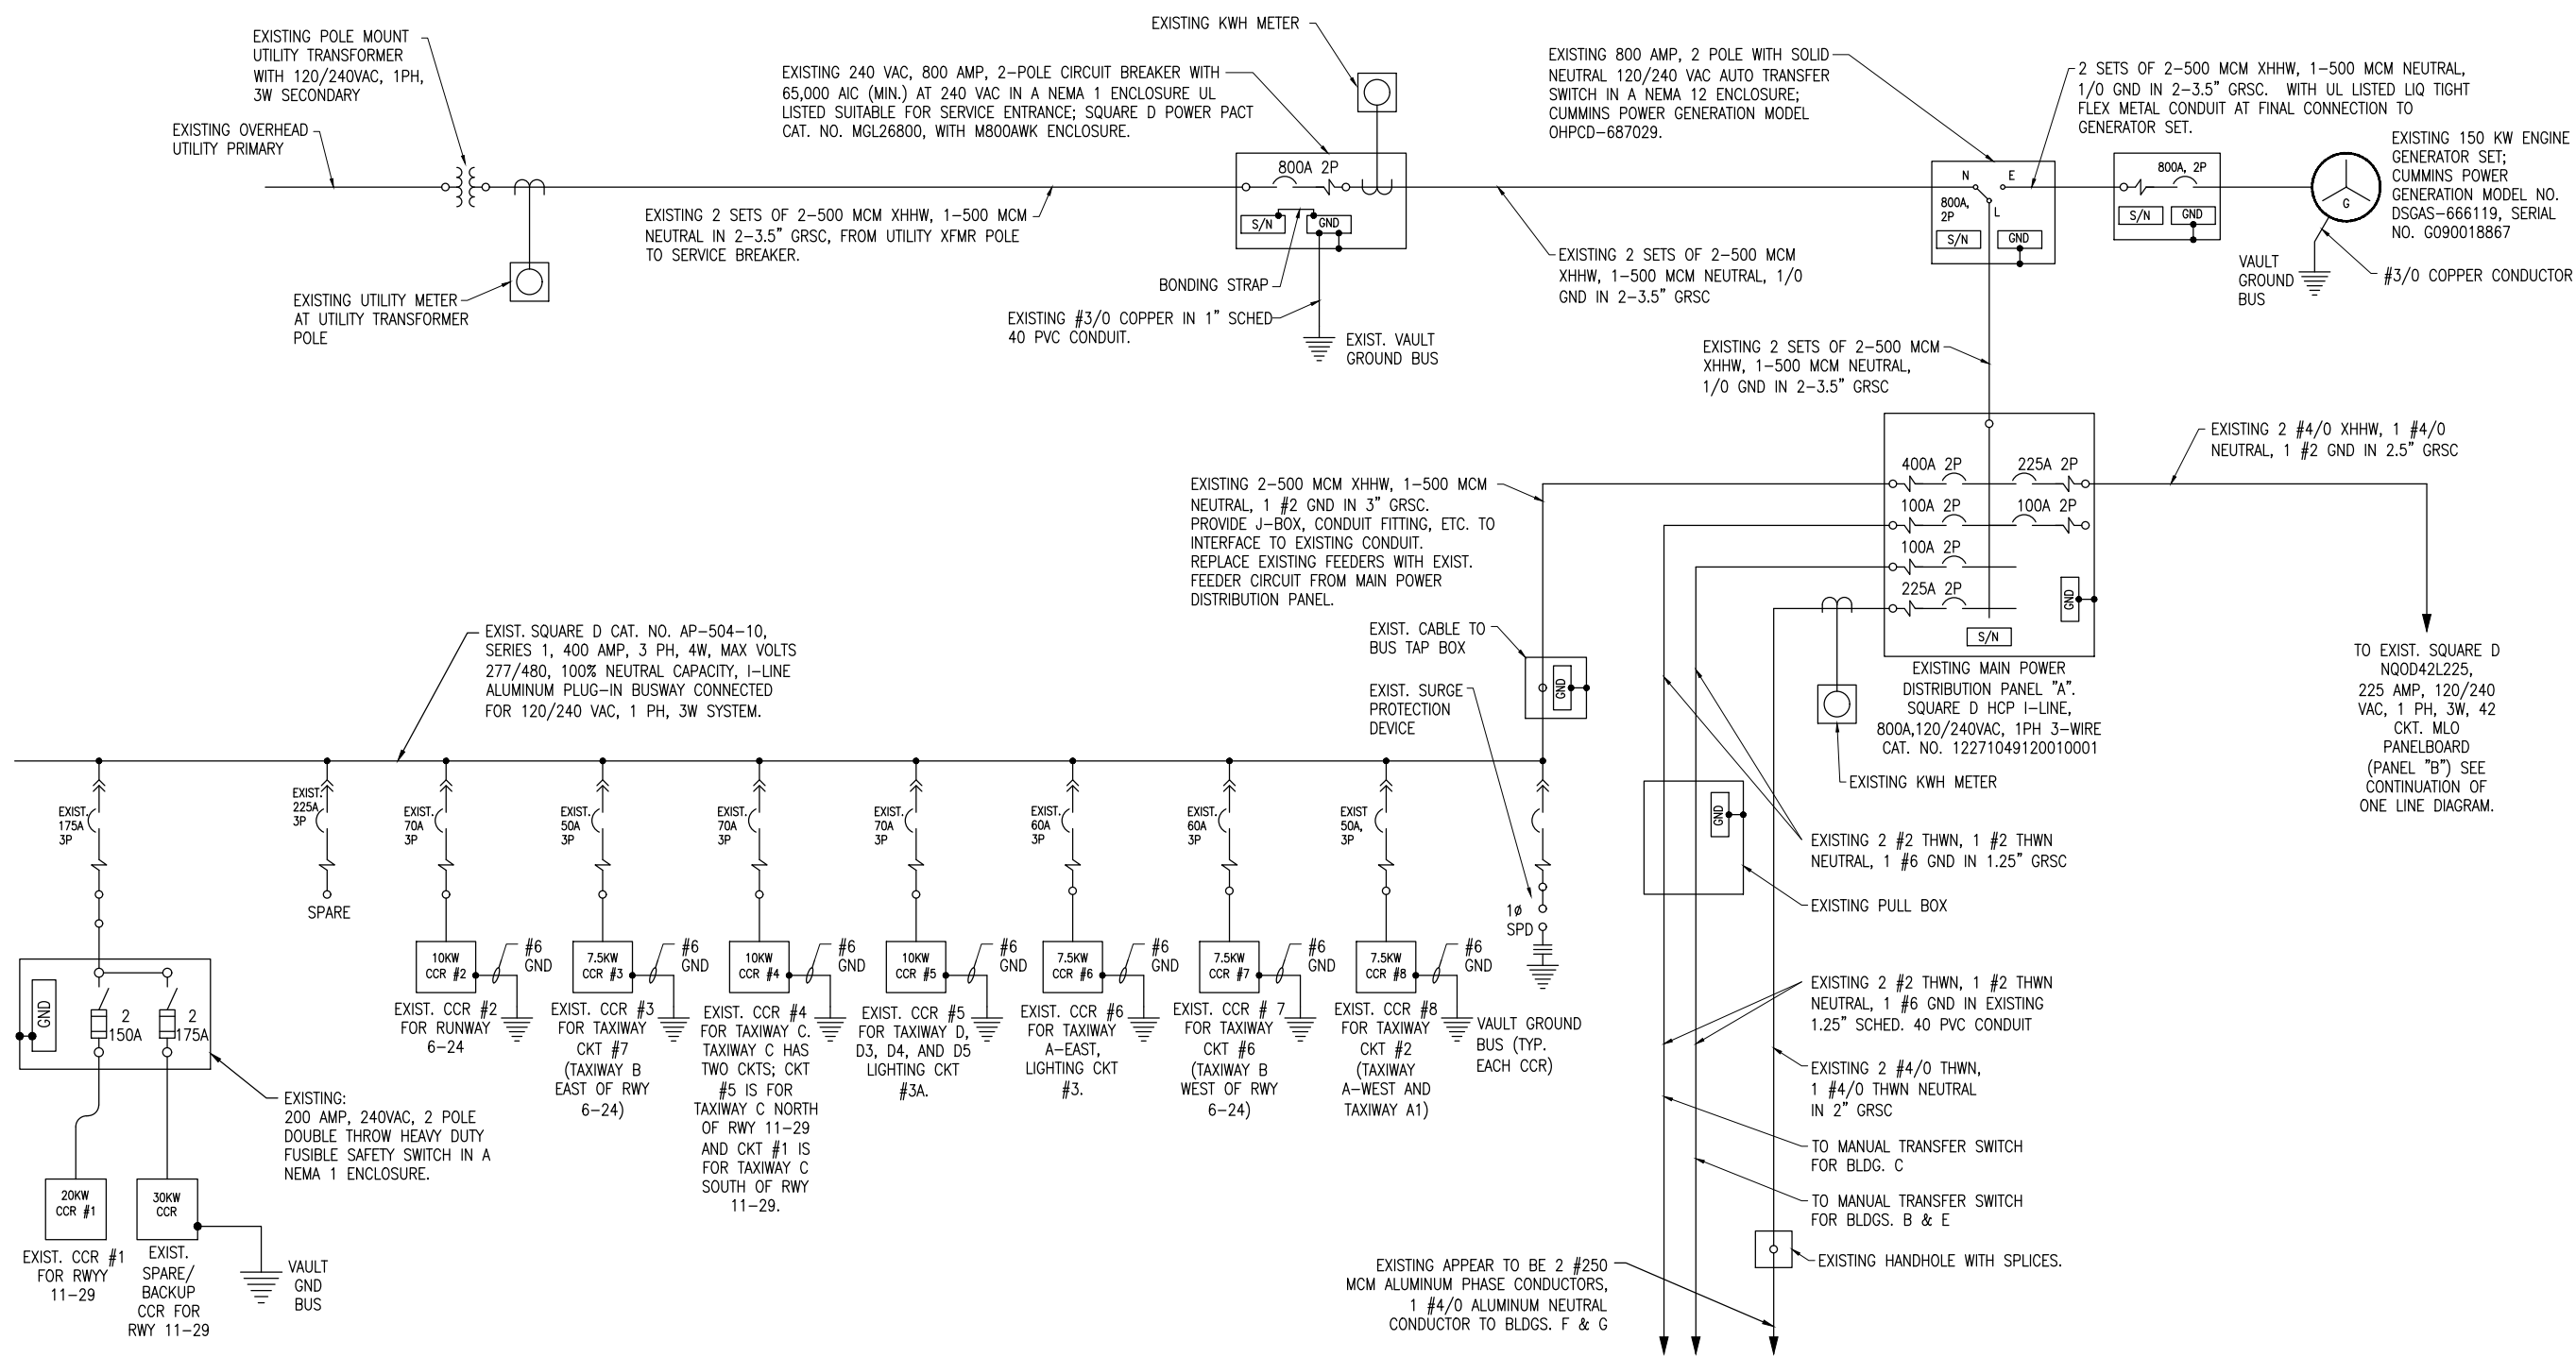 EXISTING POLE MOUNT
UTILITY TRANSFORMER
WITH 120/240VAC, 1PH,
3W SECONDARY
EXISTING OVERHEAD
UTILITY PRIMARY
EXISTING UTILITY METER
AT UTILITY TRANSFORMER
POLE
EXISTING 2 SETS OF 2-500 MCM XHHW, 1-500 MCM
NEUTRAL IN 2-3.5" GRSC, FROM UTILITY XFMR POLE
TO SERVICE BREAKER.
EXISTING KWH METER
EXISTING 240 VAC, 800 AMP, 2-POLE CIRCUIT BREAKER WITH
65,000 AIC (MIN.) AT 240 VAC IN A NEMA 1 ENCLOSURE UL
LISTED SUITABLE FOR SERVICE ENTRANCE; SQUARE D POWER PACT
CAT. NO. MGL26800, WITH M800AWK ENCLOSURE.
800A 2P
S/N
GND
BONDING STRAP
EXISTING #3/0 COPPER IN 1" SCHED
40 PVC CONDUIT.
EXIST. VAULT
GROUND BUS
EXISTING 800 AMP, 2 POLE WITH SOLID
NEUTRAL 120/240 VAC AUTO TRANSFER
SWITCH IN A NEMA 12 ENCLOSURE;
CUMMINS POWER GENERATION MODEL
OHPCD-687029.
EXISTING 2 SETS OF 2-500 MCM
XHHW, 1-500 MCM NEUTRAL, 1/0
GND IN 2-3.5" GRSC
N
E
L
800A,
2P
S/N
GND
2 SETS OF 2-500 MCM XHHW, 1-500 MCM NEUTRAL,
1/0 GND IN 2-3.5" GRSC. WITH UL LISTED LIQ TIGHT
FLEX METAL CONDUIT AT FINAL CONNECTION TO
GENERATOR SET.
800A, 2P
S/N
GND
G
EXISTING 150 KW ENGINE
GENERATOR SET;
CUMMINS POWER
GENERATION MODEL NO.
DSGAS-666119, SERIAL
NO. G090018867
VAULT
GROUND
BUS
#3/0 COPPER CONDUCTOR
EXISTING 2 SETS OF 2-500 MCM
XHHW, 1-500 MCM NEUTRAL,
1/0 GND IN 2-3.5" GRSC
400A 2P
225A 2P
100A 2P
100A 2P
100A 2P
225A 2P
GND
S/N
EXISTING MAIN POWER
DISTRIBUTION PANEL "A".
SQUARE D HCP I-LINE,
800A,120/240VAC, 1PH 3-WIRE
CAT. NO. 12271049120010001
EXISTING KWH METER
EXISTING 2 #4/0 XHHW, 1 #4/0
NEUTRAL, 1 #2 GND IN 2.5" GRSC
TO EXIST. SQUARE D
NQOD42L225,
225 AMP, 120/240
VAC, 1 PH, 3W, 42
CKT. MLO
PANELBOARD
(PANEL "B") SEE
CONTINUATION OF
ONE LINE DIAGRAM.
EXISTING 2-500 MCM XHHW, 1-500 MCM
NEUTRAL, 1 #2 GND IN 3" GRSC.
PROVIDE J-BOX, CONDUIT FITTING, ETC. TO
INTERFACE TO EXISTING CONDUIT.
REPLACE EXISTING FEEDERS WITH EXIST.
FEEDER CIRCUIT FROM MAIN POWER
DISTRIBUTION PANEL.
EXIST. CABLE TO
BUS TAP BOX
GND
EXIST. SURGE
PROTECTION
DEVICE
EXIST. SQUARE D CAT. NO. AP-504-10,
SERIES 1, 400 AMP, 3 PH, 4W, MAX VOLTS
277/480, 100% NEUTRAL CAPACITY, I-LINE
ALUMINUM PLUG-IN BUSWAY CONNECTED
FOR 120/240 VAC, 1 PH, 3W SYSTEM.
EXIST.
175A
3P
EXIST.
225A
3P
SPARE
EXIST.
70A
3P
EXIST.
50A
3P
EXIST.
70A
3P
EXIST.
70A
3P
EXIST.
60A
3P
EXIST.
60A
3P
EXIST
50A,
3P
1ø
SPD
GND
2
150A
2
175A
EXISTING:
200 AMP, 240VAC, 2 POLE
DOUBLE THROW HEAVY DUTY
FUSIBLE SAFETY SWITCH IN A
NEMA 1 ENCLOSURE.
20KW
CCR #1
EXIST. CCR #1
FOR RWYY
11-29
30KW
CCR
EXIST.
SPARE/
BACKUP
CCR FOR
RWY 11-29
VAULT
GND
BUS
10KW
CCR #2
#6
GND
EXIST. CCR #2
FOR RUNWAY
6-24
7.5KW
CCR #3
#6
GND
EXIST. CCR #3
FOR TAXIWAY
CKT #7
(TAXIWAY B
EAST OF RWY
6-24)
10KW
CCR #4
#6
GND
EXIST. CCR #4
FOR TAXIWAY C.
TAXIWAY C HAS
TWO CKTS; CKT
#5 IS FOR
TAXIWAY C NORTH
OF RWY 11-29
AND CKT #1 IS
FOR TAXIWAY C
SOUTH OF RWY
11-29.
10KW
CCR #5
#6
GND
EXIST. CCR #5
FOR TAXIWAY D,
D3, D4, AND D5
LIGHTING CKT
#3A.
7.5KW
CCR #6
#6
GND
EXIST. CCR #6
FOR TAXIWAY
A-EAST,
LIGHTING CKT
#3.
7.5KW
CCR #7
#6
GND
EXIST. CCR # 7
FOR TAXIWAY
CKT #6
(TAXIWAY B
WEST OF RWY
6-24)
7.5KW
CCR #8
#6
GND
EXIST. CCR #8
FOR TAXIWAY
CKT #2
(TAXIWAY
A-WEST AND
TAXIWAY A1)
VAULT GROUND
BUS (TYP.
EACH CCR)
GND
EXISTING 2 #2 THWN, 1 #2 THWN
NEUTRAL, 1 #6 GND IN 1.25" GRSC
EXISTING PULL BOX
EXISTING 2 #2 THWN, 1 #2 THWN
NEUTRAL, 1 #6 GND IN EXISTING
1.25" SCHED. 40 PVC CONDUIT
EXISTING 2 #4/0 THWN,
1 #4/0 THWN NEUTRAL
IN 2" GRSC
TO MANUAL TRANSFER SWITCH
FOR BLDG. C
TO MANUAL TRANSFER SWITCH
FOR BLDGS. B & E
EXISTING HANDHOLE WITH SPLICES.
EXISTING APPEAR TO BE 2 #250
MCM ALUMINUM PHASE CONDUCTORS,
1 #4/0 ALUMINUM NEUTRAL
CONDUCTOR TO BLDGS. F & G